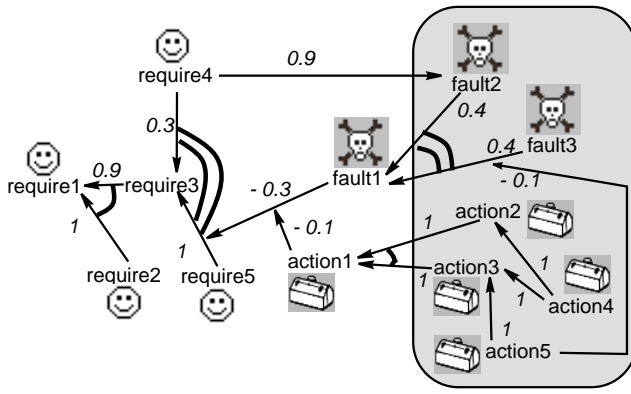 0.9
require4
fault2
0.3
0.4
fault3
0.4
0.9
require1
require3
fault1
- 0.3
- 0.1
action2
- 0.1
1
1
1
require2
require5
action1
action3
1
1
1
action4
1
action5